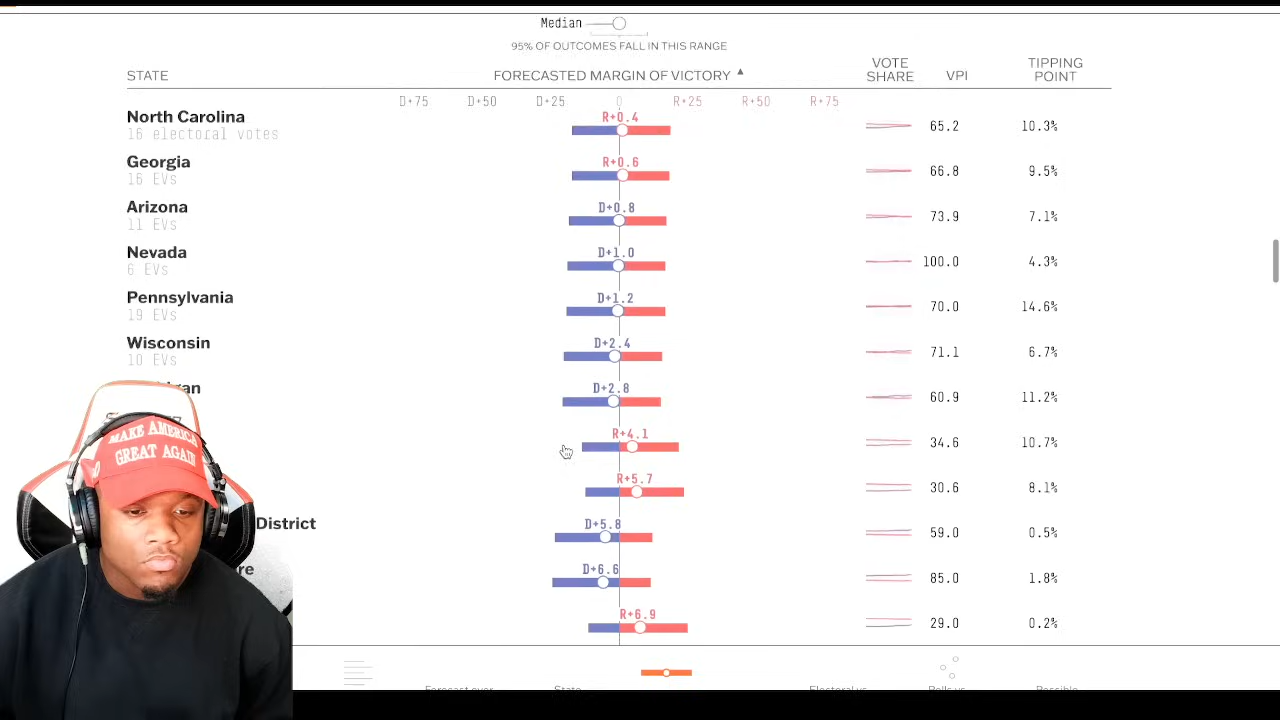 Median
95% OF OUTCOMES FALL IN THIS RANGE
STATE FORECASTED MARGIN OF VICTORY ▲ VOTE SHARE VPI TIPPING POINT
D+75 D+50 D+25 0 R+25 R+50 R+75
North Carolina R+0.4 65.2 10.3%
16 electoral votes
Georgia R+0.6 66.8 9.5%
16 EVs
Arizona D+0.8 73.9 7.1%
11 EVs
Nevada D+1.0 100.0 4.3%
6 EVs
Pennsylvania D+1.2 70.0 14.6%
19 EVs
Wisconsin D+2.4 71.1 6.7%
10 EVs
D+2.8 60.9 11.2%
R+4.1 34.6 10.7%
R+5.7 30.6 8.1%
District D+5.8 59.0 0.5%
D+6.6 85.0 1.8%
R+6.9 29.0 0.2%
MAKE AMERICA
GREAT AGAIN